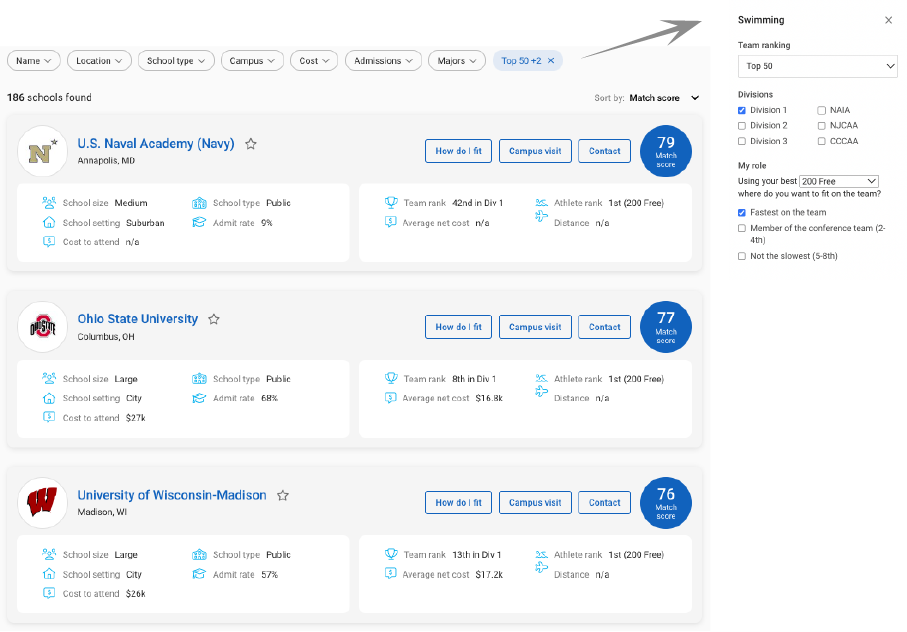 Name
Location
School type
Campus
Cost
Admissions
Majors
Top 50 +2 ×
186 schools found
Sort by: Match score
N
U.S. Naval Academy (Navy)
Annapolis, MD
How do I fit
Campus visit
Contact
79
Match
score
School size Medium
School type Public
School setting Suburban
Admit rate 9%
Cost to attend n/a
Team rank 42nd in Div 1
Athlete rank 1st (200 Free)
Average net cost n/a
Distance n/a
OHIO STATE
Ohio State University
Columbus, OH
How do I fit
Campus visit
Contact
77
Match
score
School size Large
School type Public
School setting City
Admit rate 68%
Cost to attend $27k
Team rank 8th in Div 1
Athlete rank 1st (200 Free)
Average net cost $16.8k
Distance n/a
W
University of Wisconsin-Madison
Madison, WI
How do I fit
Campus visit
Contact
76
Match
score
School size Large
School type Public
School setting City
Admit rate 57%
Cost to attend $26k
Team rank 13th in Div 1
Athlete rank 1st (200 Free)
Average net cost $17.2k
Distance n/a
Swimming ×
Team ranking
Top 50
Divisions
Division 1
NAIA
Division 2
NJCAA
Division 3
CCCAA
My role
Using your best 200 Free
where do you want to fit on the team?
Fastest on the team
Member of the conference team (2-
4th)
Not the slowest (5-8th)